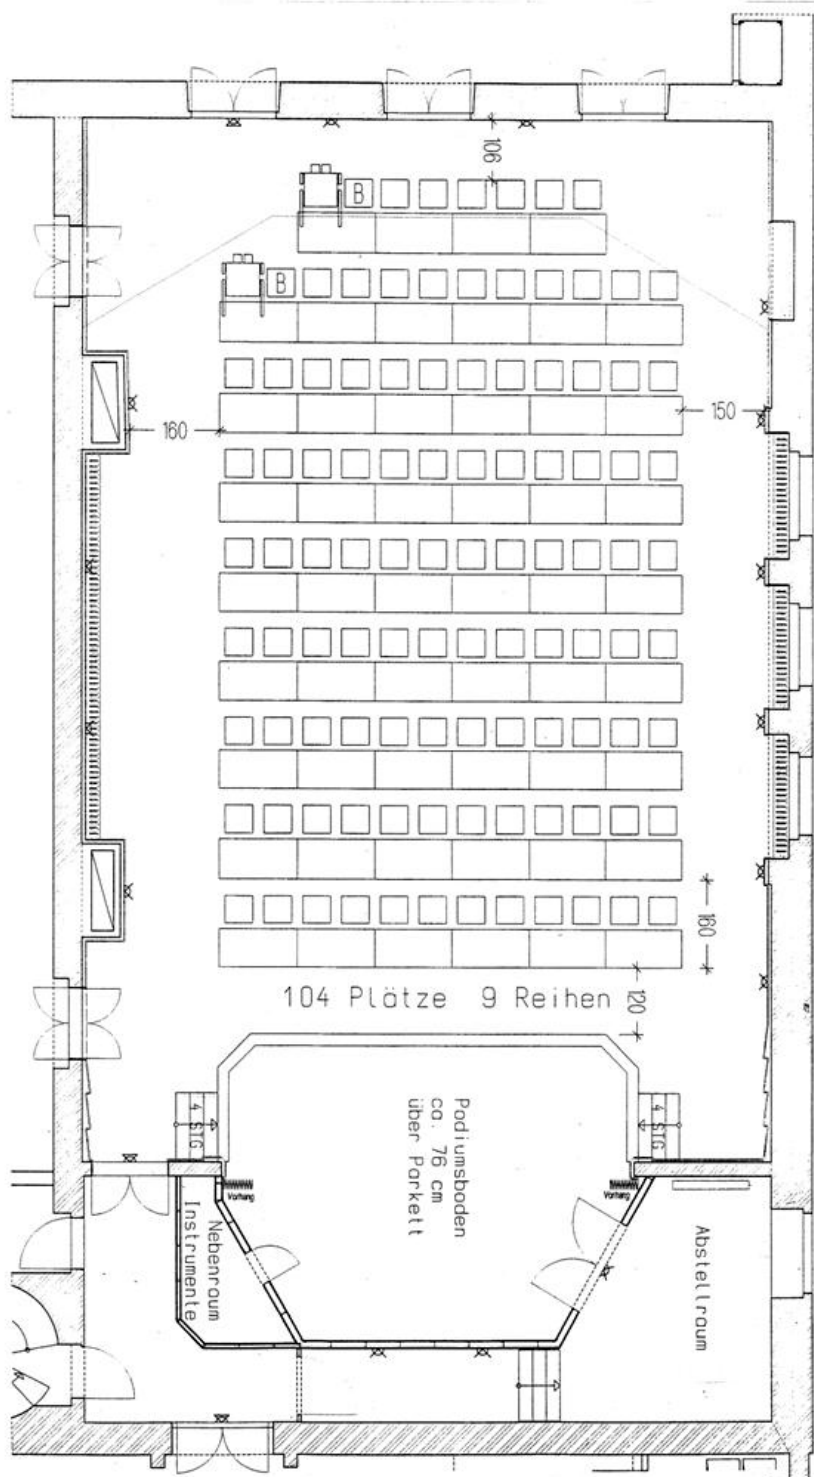 106
B
B
150
160
160
104 Plätze 9 Reihen
120
Podiumsboden
ca. 76 cm
über Parkett
4 STG
4 STG
Vorhang
Vorhang
Nebenraum
Instrumente
Abstellraum